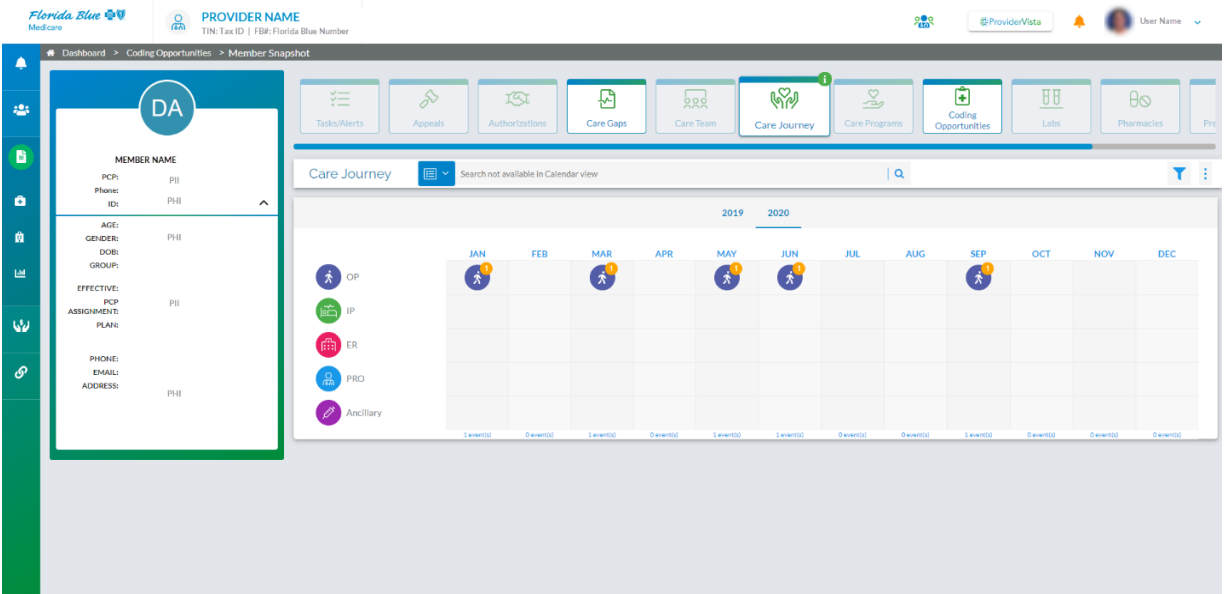 Florida Blue
Medicare
PROVIDER NAME
TIN: Tax ID | FB#: Florida Blue Number
ProviderVista
User Name
Dashboard > Coding Opportunities > Member Snapshot
DA
MEMBER NAME
PCP:
Phone:
PII
ID:
PHI
AGE:
GENDER:
PHI
DOB:
GROUP:
EFFECTIVE:
PCP
ASSIGNMENT:
PII
PLAN:
PHONE:
EMAIL:
ADDRESS:
PHI
Tasks/Alerts
Appeals
Authorizations
Care Gaps
Care Team
i
Care Journey
Care Programs
Coding
Opportunities
Labs
Pharmacies
Care Journey
Search not available in Calendar view
2019 2020
JAN FEB MAR APR MAY JUN JUL AUG SEP OCT NOV DEC
OP 1 1 1 1 1
IP
ER
PRO
Ancillary
1 event(s) 0 event(s) 1 event(s) 0 event(s) 1 event(s) 1 event(s) 0 event(s) 0 event(s) 1 event(s) 0 event(s) 0 event(s) 0 event(s)